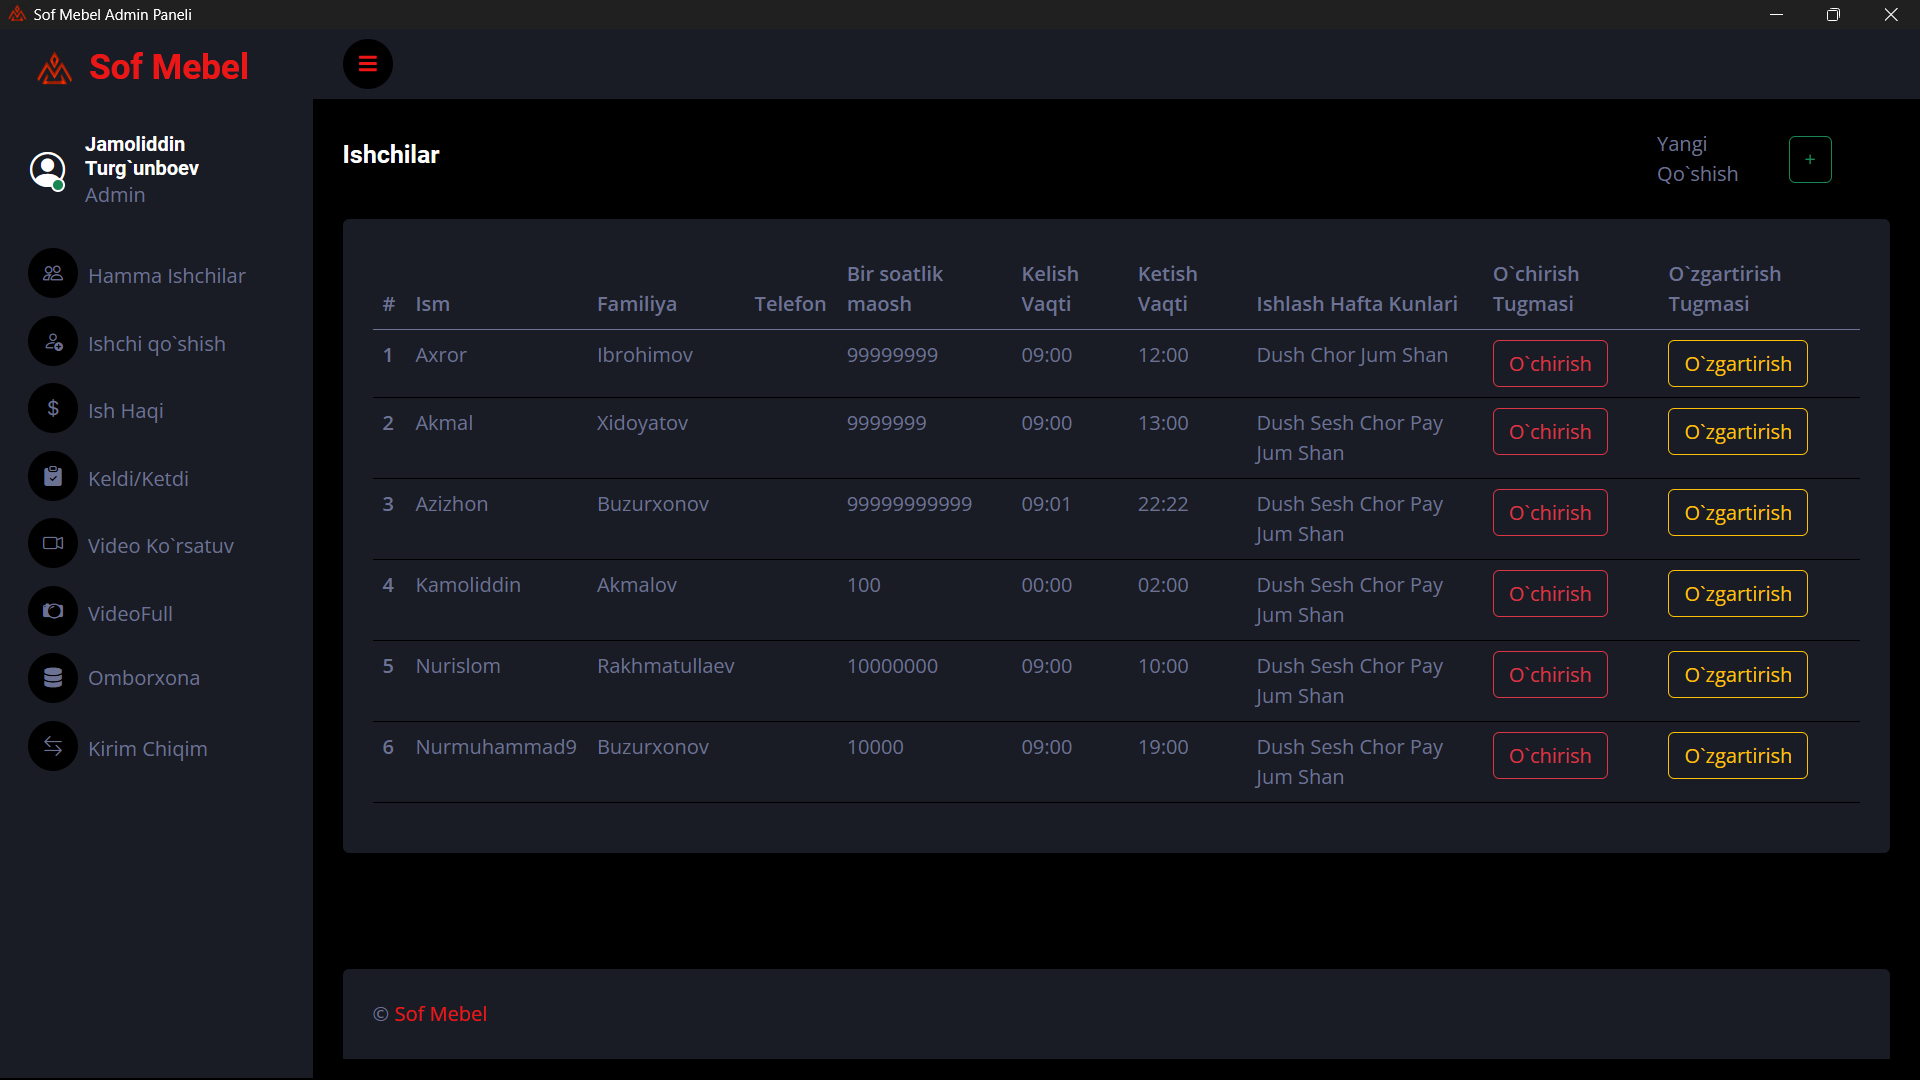 Sof Mebel Admin Paneli
Sof Mebel
Jamoliddin
Turg`unboev
Admin
Hamma Ishchilar
Ishchi qo`shish
Ish Haqi
Keldi/Ketdi
Video Ko`rsatuv
VideoFull
Omborxona
Kirim Chiqim
Ishchilar
Yangi
Qo`shish
+
# Ism Familiya Telefon Bir soatlik maosh Kelish Vaqti Ketish Vaqti Ishlash Hafta Kunlari O`chirish Tugmasi O`zgartirish Tugmasi
1 Axror Ibrohimov 99999999 09:00 12:00 Dush Chor Jum Shan O`chirish O`zgartirish
2 Akmal Xidoyatov 9999999 09:00 13:00 Dush Sesh Chor Pay O`chirish O`zgartirish
Jum Shan
3 Azizhon Buzurxonov 99999999999 09:01 22:22 Dush Sesh Chor Pay O`chirish O`zgartirish
Jum Shan
4 Kamoliddin Akmalov 100 00:00 02:00 Dush Sesh Chor Pay O`chirish O`zgartirish
Jum Shan
5 Nurislom Rakhmatullaev 10000000 09:00 10:00 Dush Sesh Chor Pay O`chirish O`zgartirish
Jum Shan
6 Nurmuhammad9 Buzurxonov 10000 09:00 19:00 Dush Sesh Chor Pay O`chirish O`zgartirish
Jum Shan
© Sof Mebel